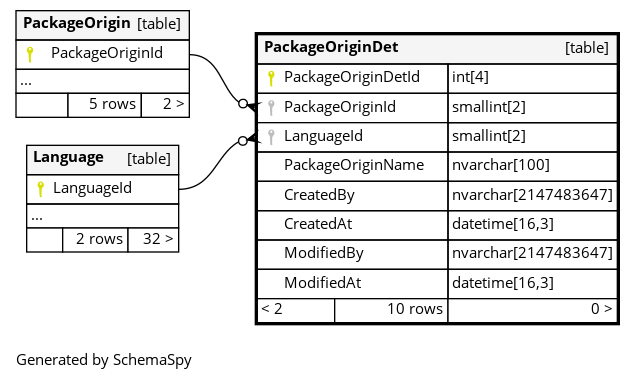 PackageOrigin [table]
PackageOriginId
...
5 rows 2 >
Language [table]
LanguageId
...
2 rows 32 >
PackageOriginDet [table]
PackageOriginDetId int[4]
PackageOriginId smallint[2]
LanguageId smallint[2]
PackageOriginName nvarchar[100]
CreatedBy nvarchar[2147483647]
CreatedAt datetime[16,3]
ModifiedBy nvarchar[2147483647]
ModifiedAt datetime[16,3]
< 2 10 rows 0 >
Generated by SchemaSpy